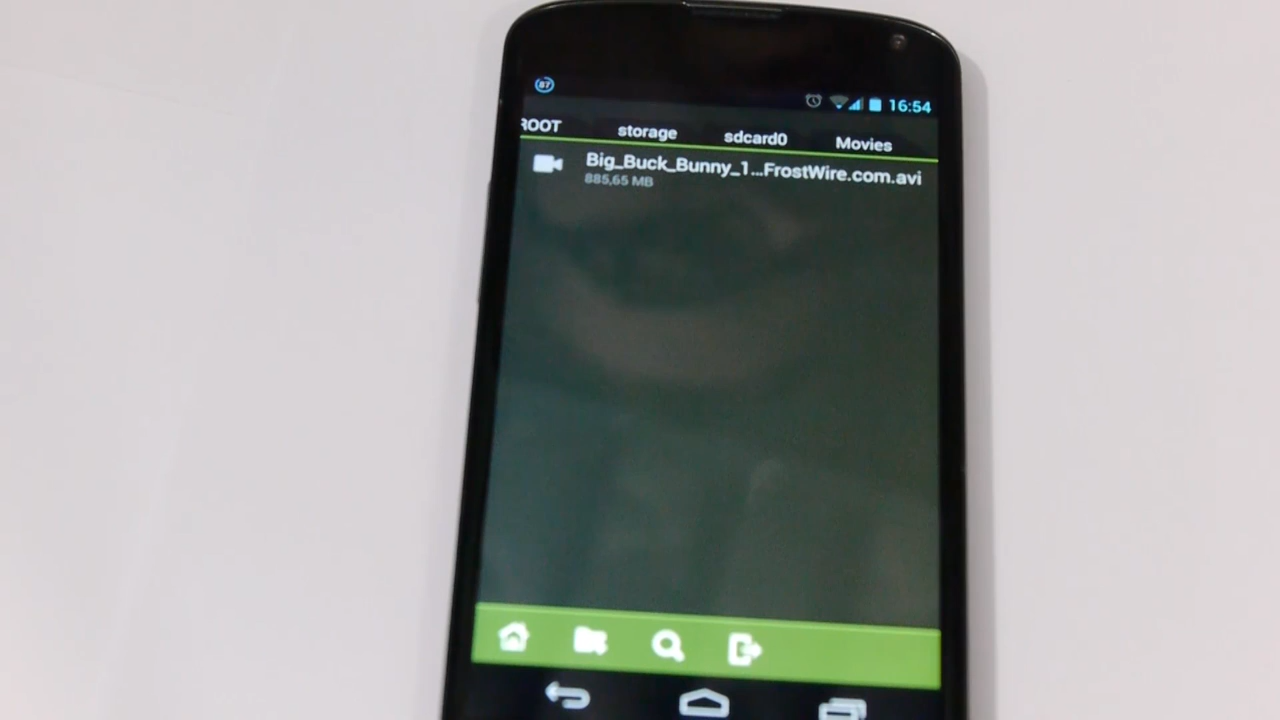 87
16:54
ROOT storage sdcard0 Movies
Big_Buck_Bunny_1...FrostWire.com.avi
885,65 MB